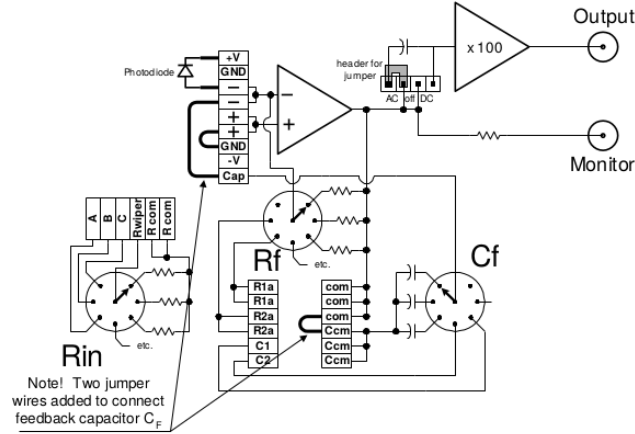 Output
+V
GND
Photodiode
−
−
+
+
GND
-V
Cap
−
+
header for
jumper
AC off DC
x 100
Monitor
A
B
C
Rwiper
R com
R com
etc.
Rin
Rf
etc.
R1a
R1a
R2a
R2a
C1
C2
com
com
com
Ccm
Ccm
Ccm
Cf
Note! Two jumper
wires added to connect
feedback capacitor CF